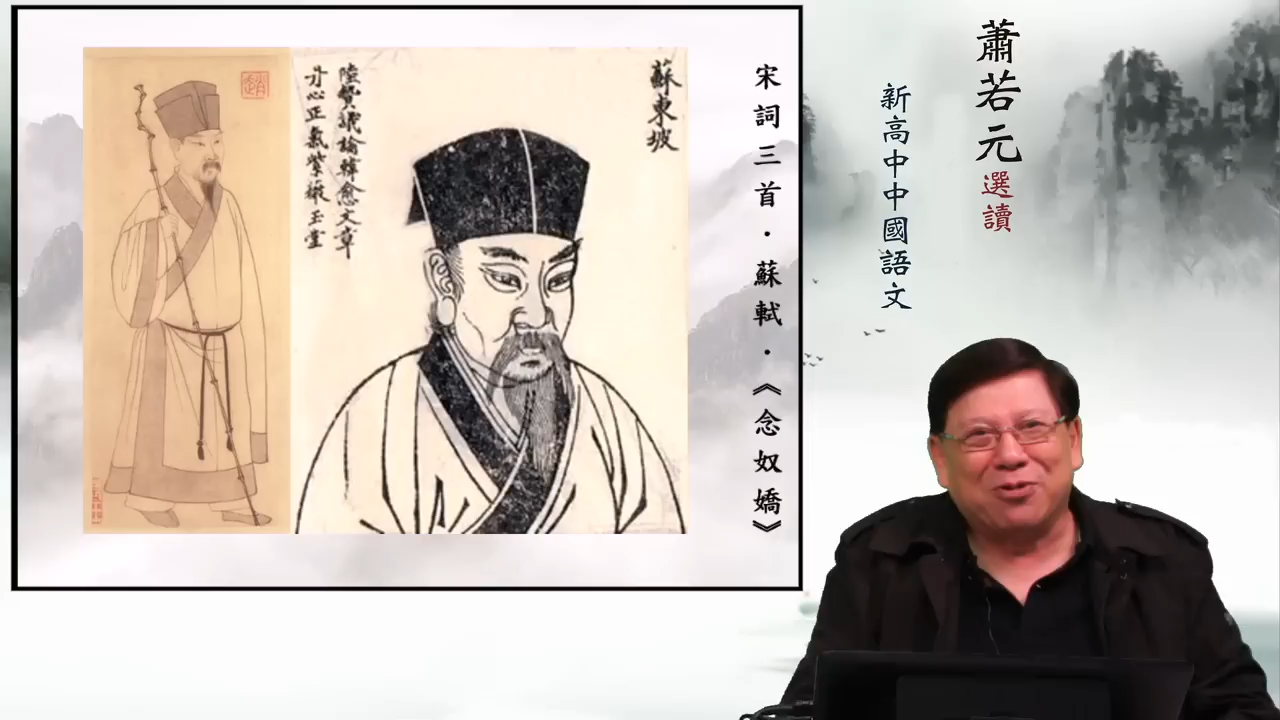 蕭若元選讀
新高中中國語文
宋詞三首·蘇軾·《念奴嬌》
蘇東坡
陸贄議論韓愈文章
丹心正氣紫薇玉堂